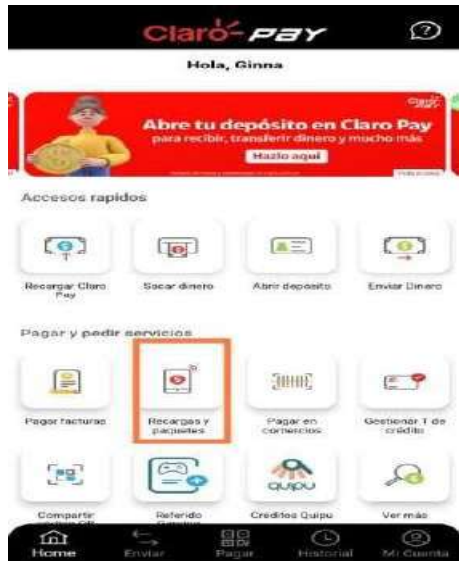 Claro-pay
Hola, Ginna
Abre tu depósito en Claro Pay
para recibir, transferir dinero y mucho más
Hazlo aquí
Accesos rapidos
Recargar Claro Pay
Sacar dinero
Abrir deposito
Enviar Dinero
Pagar y pedir servicios
Pagar facturas
Recargas y paquetes
Pagar en comercios
Gestionar T de crédito
QUIPU
Compartir
Referido
Creditos Quipu
Ver más
Home
Enviar
Pagar
Historial
Mi Cuenta